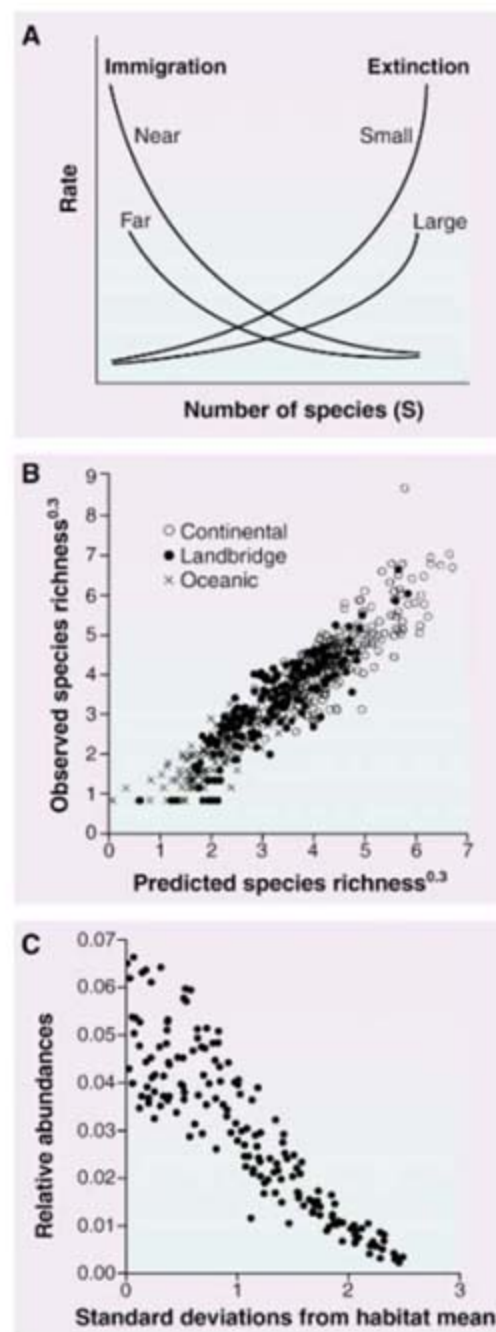 A
Immigration Extinction
Near Small
Far Large
Rate
Number of species (S)
B
9
8
7
6
5
4
3
2
1
0
Continental
Landbridge
Oceanic
Observed species richness0.3
0 1 2 3 4 5 6 7
Predicted species richness0.3
C
0.07
0.06
0.05
0.04
0.03
0.02
0.01
0.00
Relative abundances
0 1 2 3
Standard deviations from habitat mean